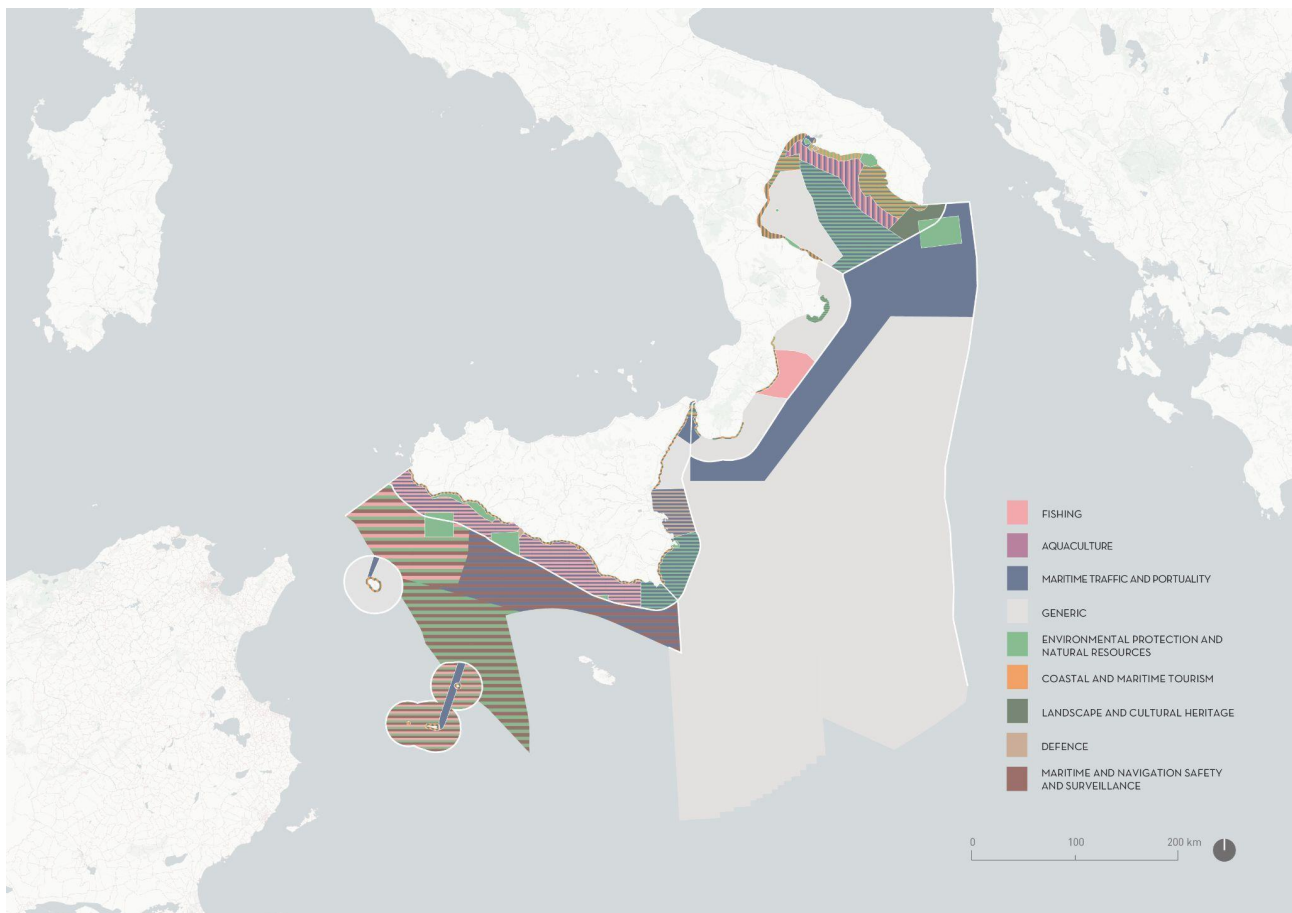 FISHING
AQUACULTURE
MARITIME TRAFFIC AND PORTUALITY
GENERIC
ENVIRONMENTAL PROTECTION AND
NATURAL RESOURCES
COASTAL AND MARITIME TOURISM
LANDSCAPE AND CULTURAL HERITAGE
DEFENCE
MARITIME AND NAVIGATION SAFETY
AND SURVEILLANCE
0 100 200 km